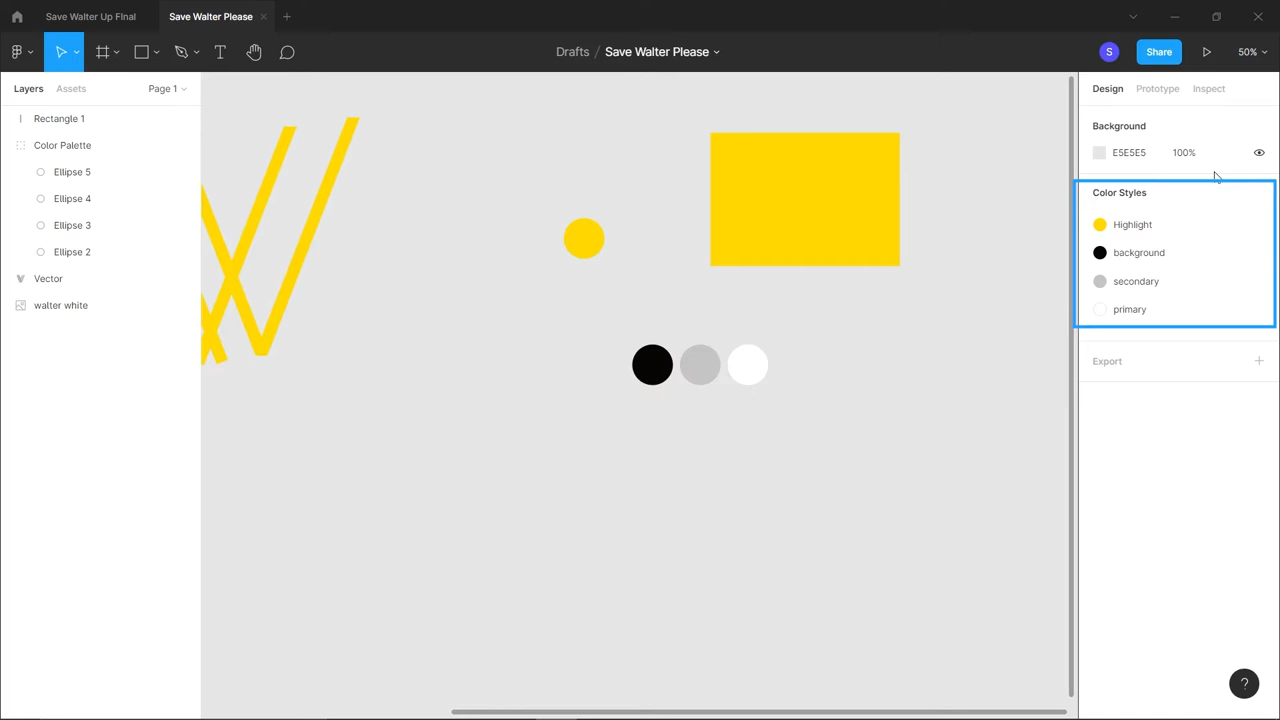 Save Walter Up FInal
Save Walter Please
Drafts / Save Walter Please
S
Share
50%
Layers
Assets
Page 1
Rectangle 1
Color Palette
Ellipse 5
Ellipse 4
Ellipse 3
Ellipse 2
Vector
walter white
Design
Prototype
Inspect
Background
E5E5E5 100%
Color Styles
Highlight
background
secondary
primary
Export
?